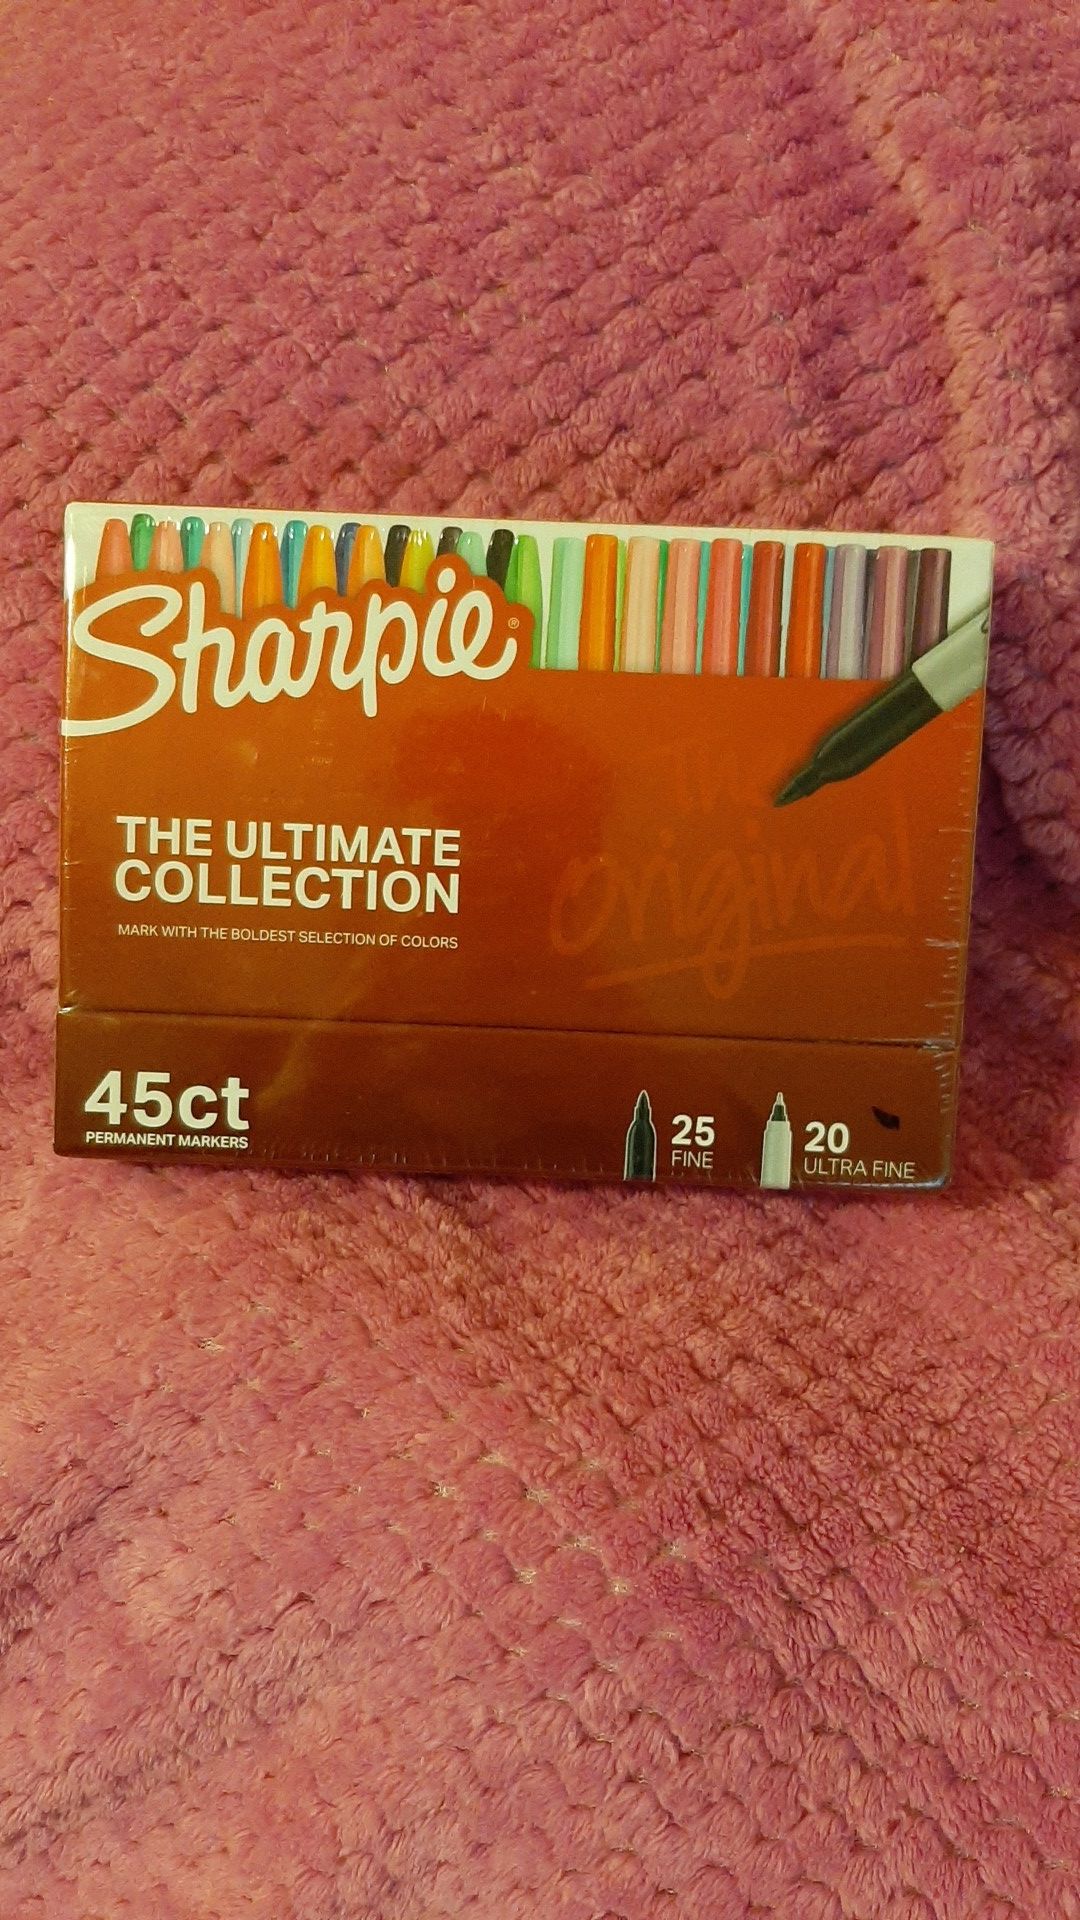 Sharpie®
The
Original
THE ULTIMATE
COLLECTION
MARK WITH THE BOLDEST SELECTION OF COLORS
45ct
PERMANENT MARKERS
25
FINE
20
ULTRA FINE